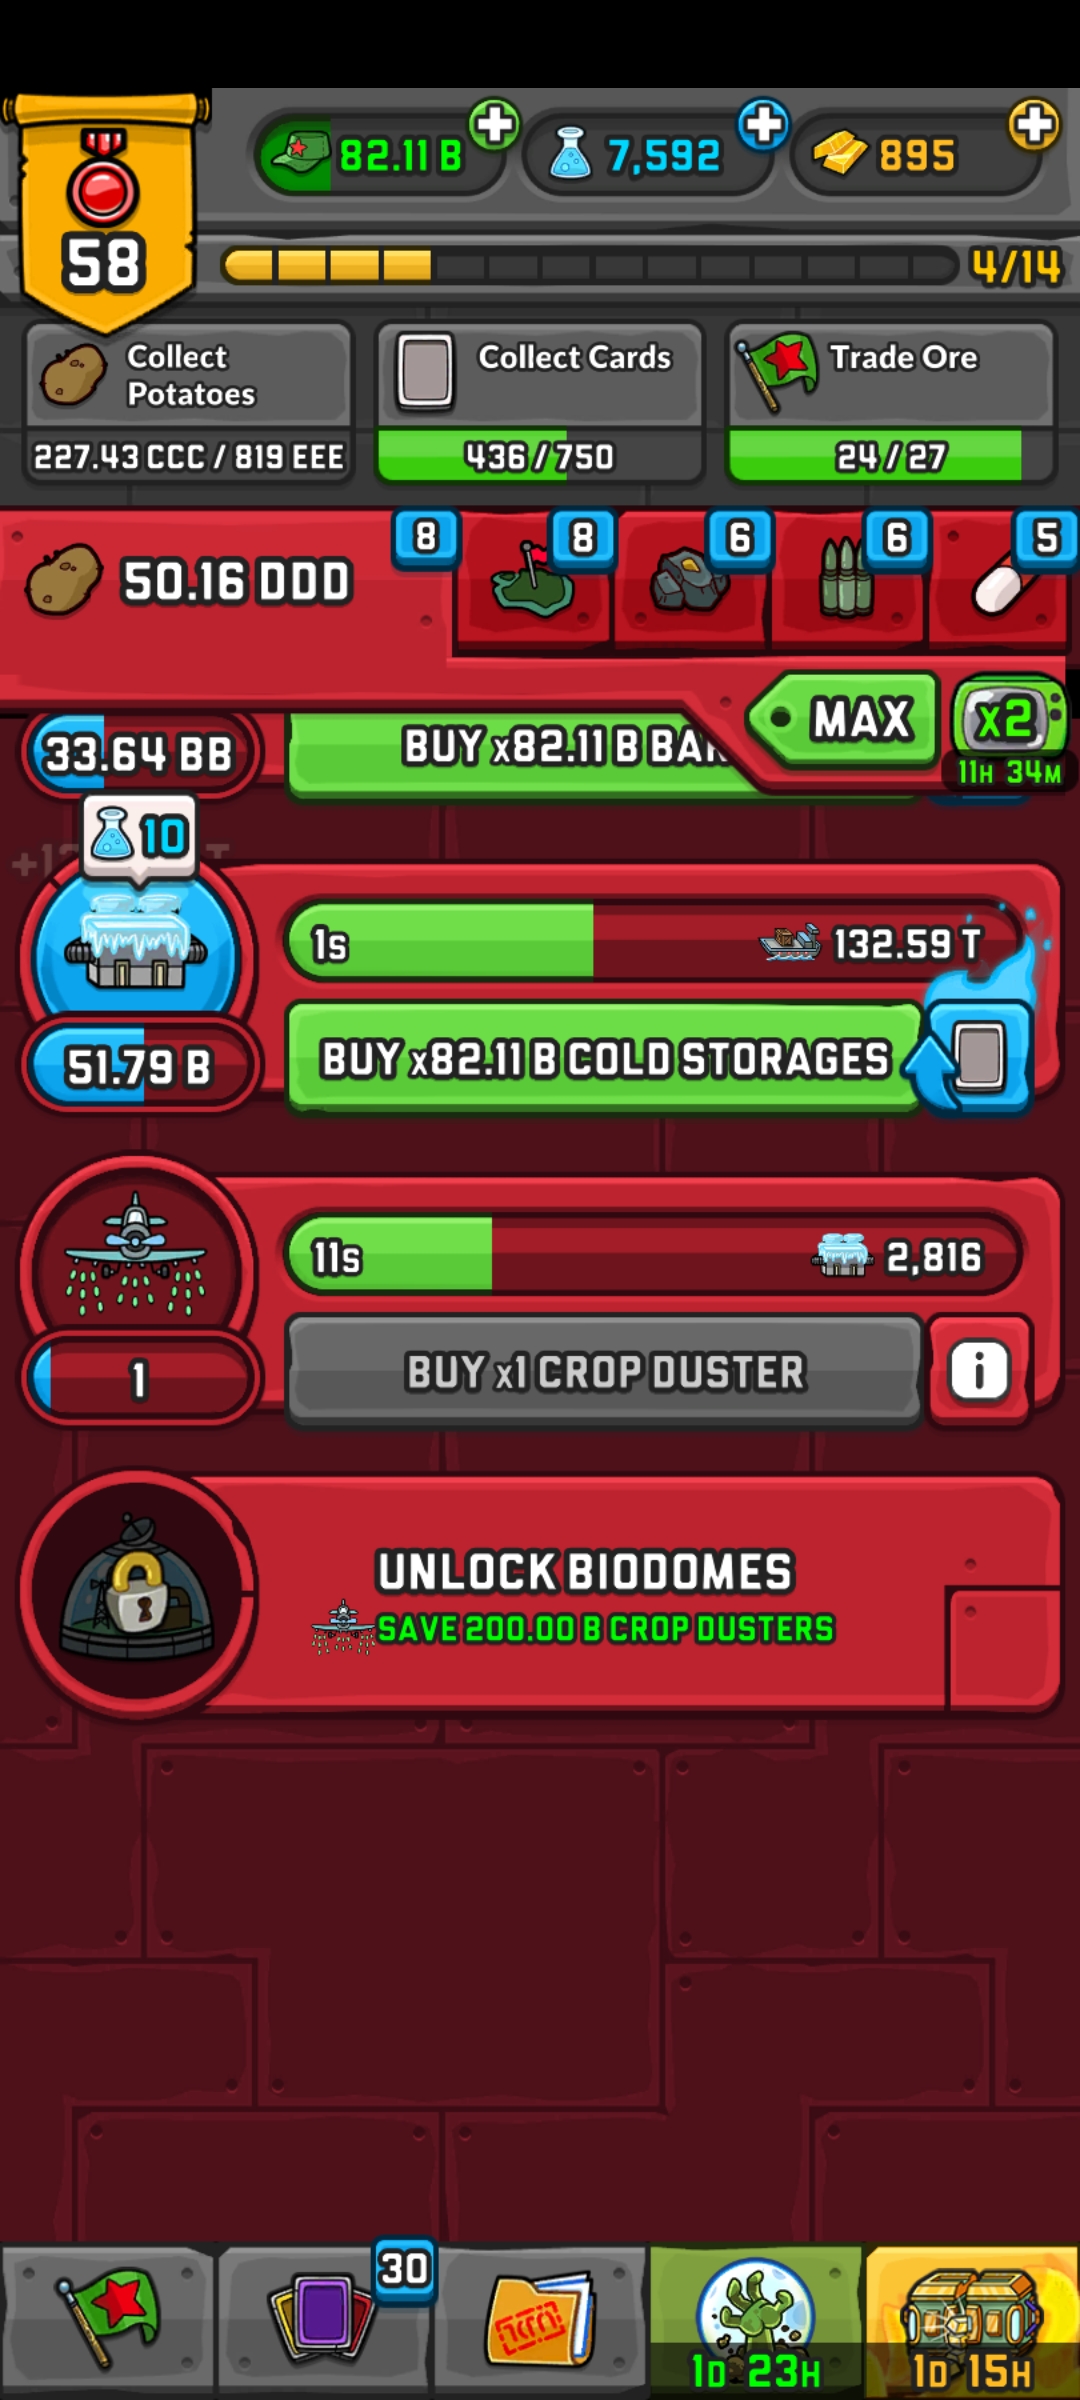 82.11 B
7,592
895
58
4/14
Collect Potatoes
227.43 CCC / 819 EEE
Collect Cards
436 / 750
Trade Ore
24 / 27
50.16 DDD
8
8
6
6
5
MAX
x2
11H 34M
33.64 BB
BUY x82.11 B
10
1s
132.59 T
51.79 B
BUY x82.11 B COLD STORAGES
11s
2,816
1
BUY x1 CROP DUSTER
i
UNLOCK BIODOMES
SAVE 200.00 B CROP DUSTERS
30
1D 23H
1D 15H